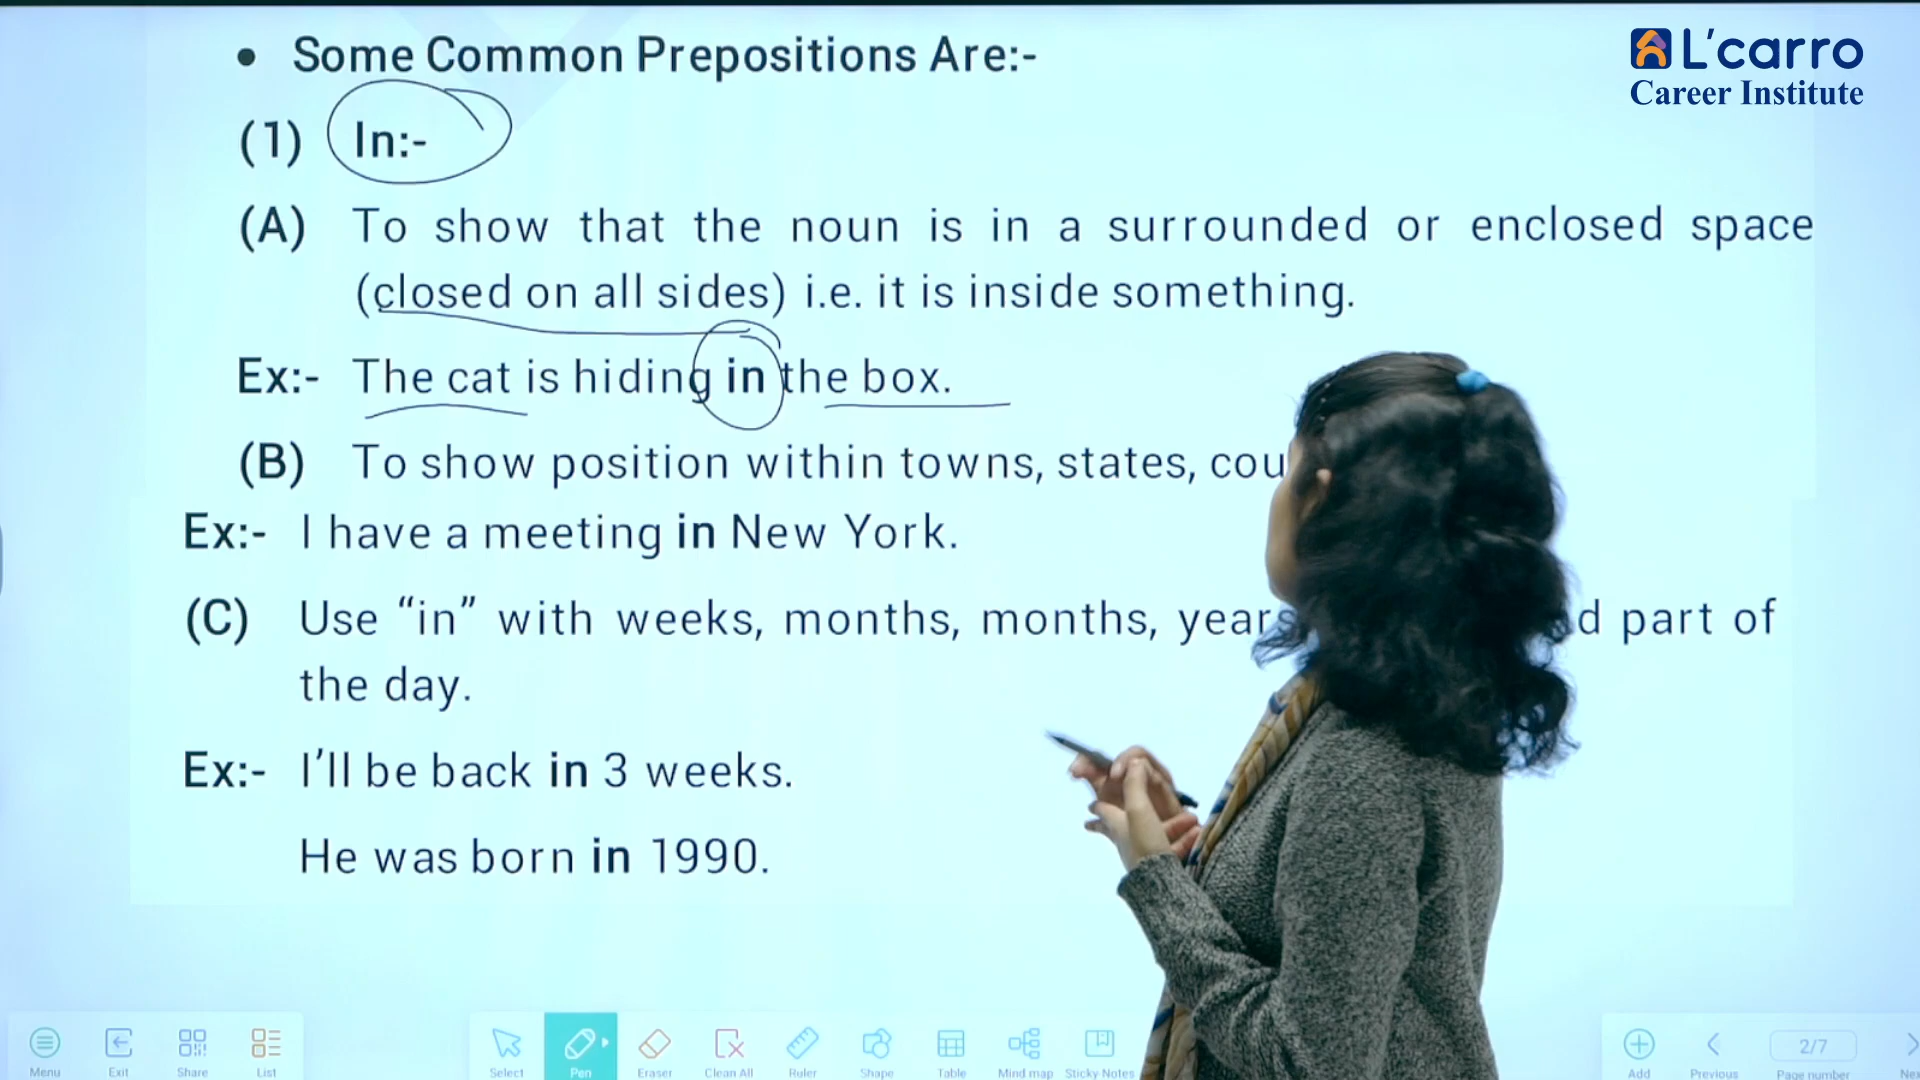 L'carro
Career Institute
• Some Common Prepositions Are:-
(1) In:-
(A) To show that the noun is in a surrounded or enclosed space
(closed on all sides) i.e. it is inside something.
Ex:- The cat is hiding in the box.
(B) To show position within towns, states,
Ex:- I have a meeting in New York.
(C) Use “in” with weeks, months, months, part of
the day.
Ex:- I’ll be back in 3 weeks.
He was born in 1990.
Menu Exit Share List Select Pen Eraser Clean All Ruler Shape Table Mind map Sticky Notes Add Previous 2/7 Page number